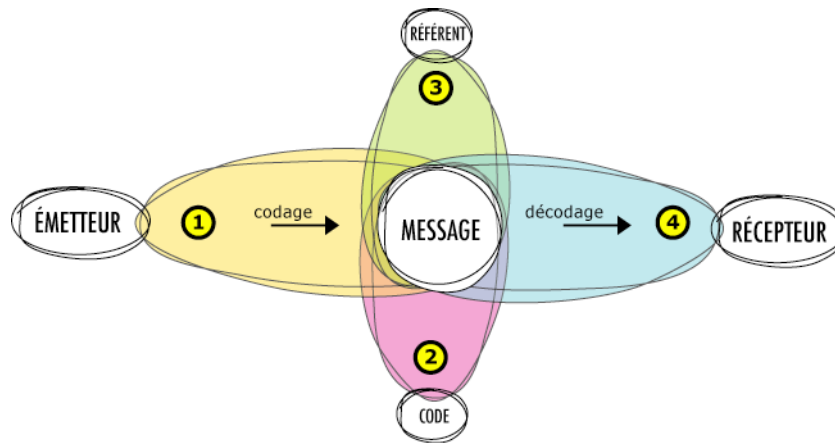 RÉFÉRENT
3
ÉMETTEUR
1
codage
MESSAGE
décodage
4
RÉCEPTEUR
2
CODE